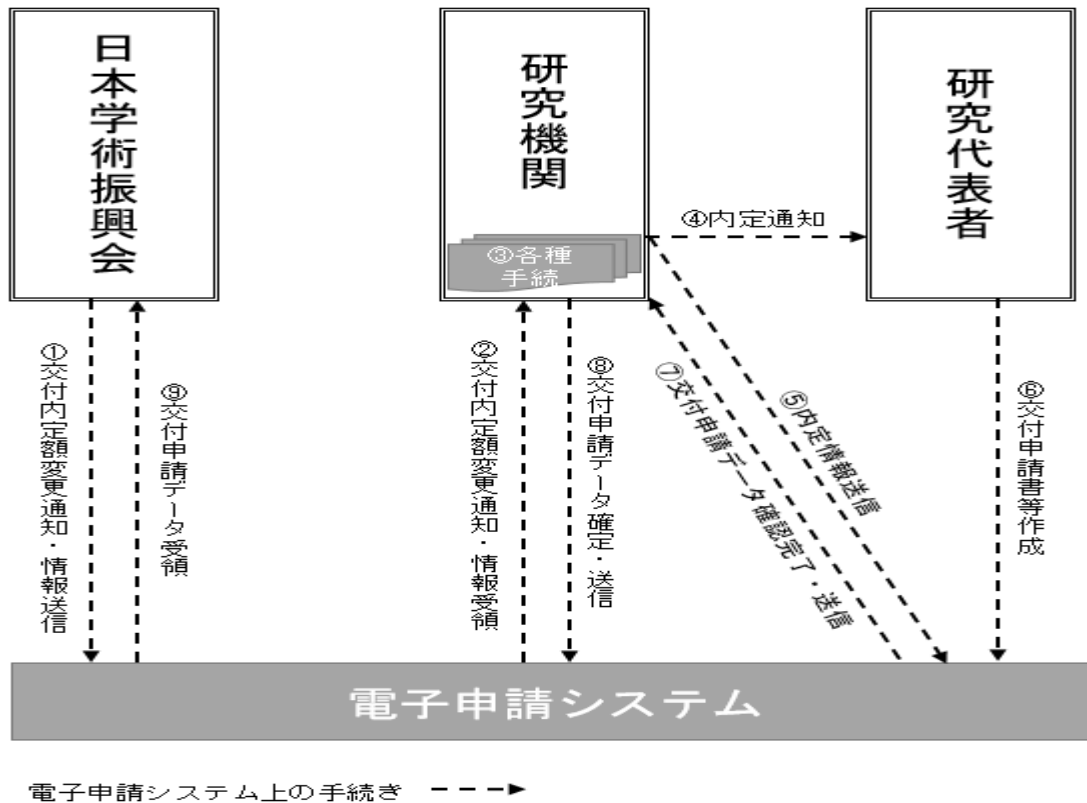 日本学術振興会
研究機関
研究代表者
③各種
手続
④内定通知
①交付内定額変更通知・情報送信
⑨交付申請データ受領
②交付内定額変更通知・情報受領
⑧交付申請データ確定・送信
⑦交付申請データ確認完了・送信
⑤内定情報送信
⑥交付申請書等作成
電子申請システム
電子申請システム上の手続き